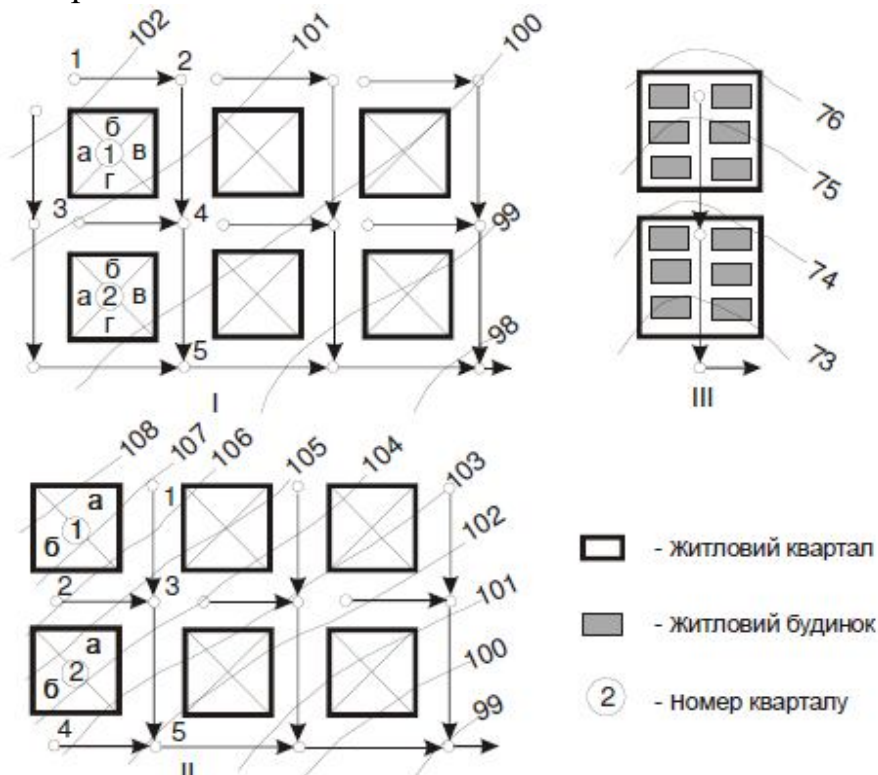 102
101
100
1
2
б
а 1 в
г
3
4
99
б
а 2 в
г
5
98
I
76
75
74
73
III
108
107
106
105
104
103
а
1
б
1
102
2
3
101
а
2
б
100
4
5
99
II
- Житловий квартал
- Житловий будинок
2 - Номер кварталу